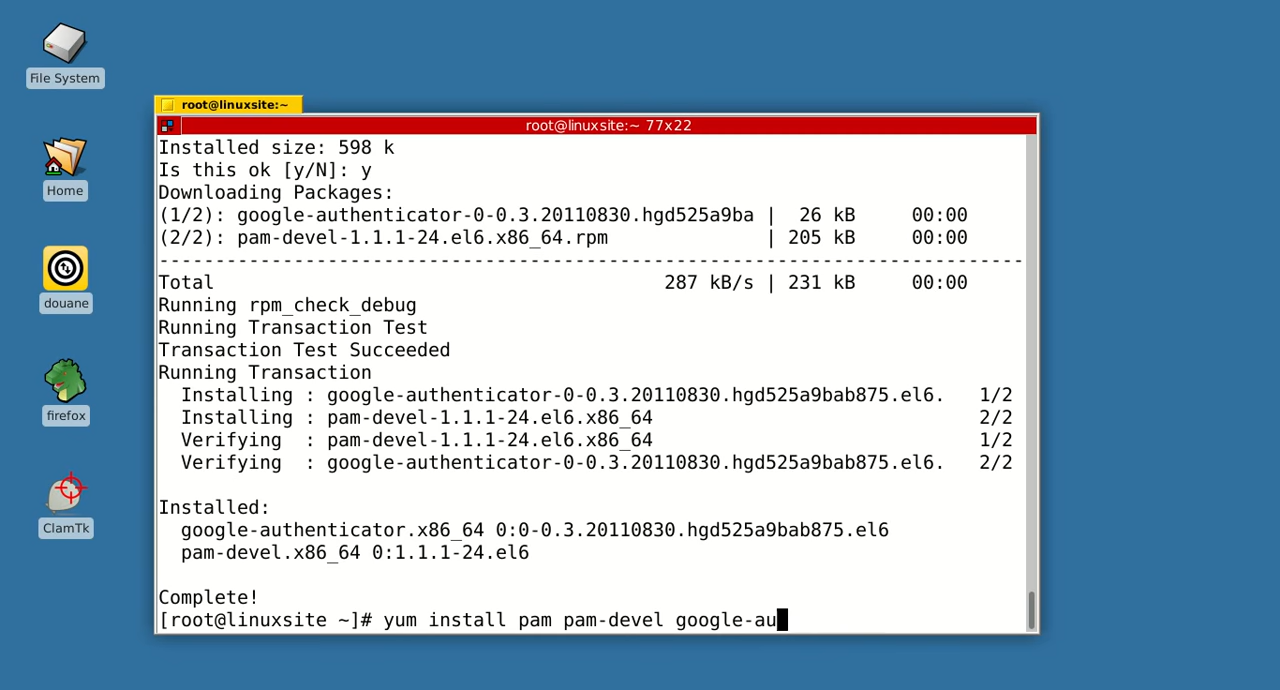 File System
Home
douane
firefox
ClamTk
root@linuxsite:~
root@linuxsite:~ 77x22
Installed size: 598 k
Is this ok [y/N]: y
Downloading Packages:
(1/2): google-authenticator-0-0.3.20110830.hgd525a9ba | 26 kB 00:00
(2/2): pam-devel-1.1.1-24.el6.x86_64.rpm | 205 kB 00:00
-----------------------------------------------------------------------------
Total 287 kB/s | 231 kB 00:00
Running rpm_check_debug
Running Transaction Test
Transaction Test Succeeded
Running Transaction
Installing : google-authenticator-0-0.3.20110830.hgd525a9bab875.el6. 1/2
Installing : pam-devel-1.1.1-24.el6.x86_64 2/2
Verifying : pam-devel-1.1.1-24.el6.x86_64 1/2
Verifying : google-authenticator-0-0.3.20110830.hgd525a9bab875.el6. 2/2
Installed:
google-authenticator.x86_64 0:0-0.3.20110830.hgd525a9bab875.el6
pam-devel.x86_64 0:1.1.1-24.el6
Complete!
[root@linuxsite ~]# yum install pam pam-devel google-au